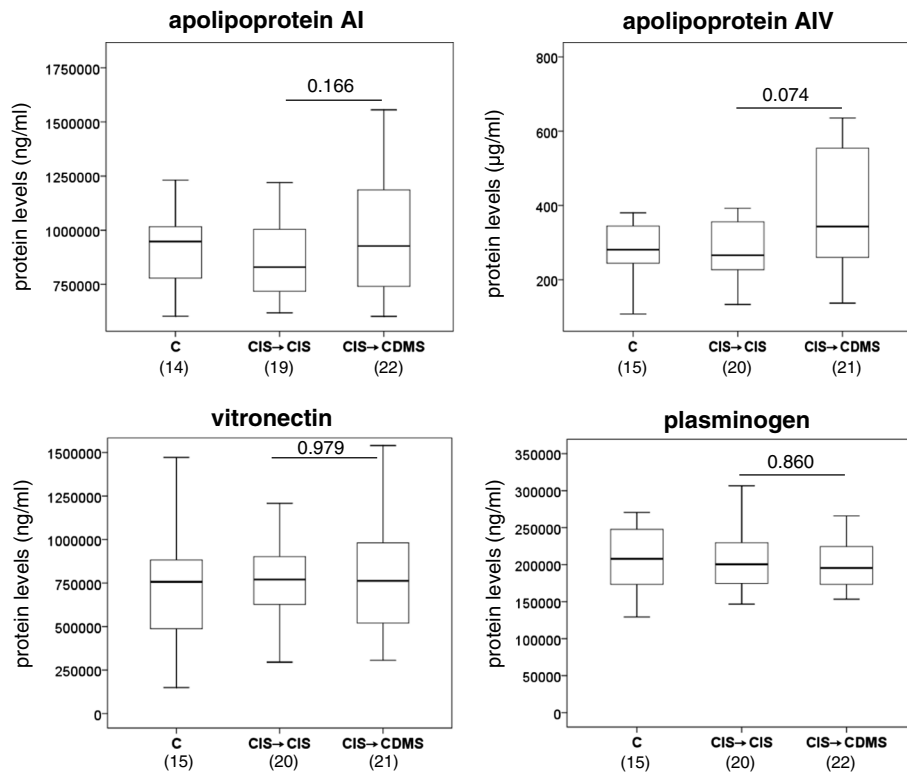 apolipoprotein AI
protein levels (ng/ml)
1750000
1500000
1250000
1000000
750000
0.166
C
CIS→CIS
CIS→CDMS
(14)
(19)
(22)
apolipoprotein AIV
protein levels (µg/ml)
800
600
400
200
0.074
C
CIS→CIS
CIS→CDMS
(15)
(20)
(21)
vitronectin
protein levels (ng/ml)
1500000
1250000
1000000
750000
500000
250000
0
0.979
C
CIS→CIS
CIS→CDMS
(15)
(20)
(21)
plasminogen
protein levels (ng/ml)
350000
300000
250000
200000
150000
100000
50000
0
0.860
C
CIS→CIS
CIS→CDMS
(15)
(20)
(22)